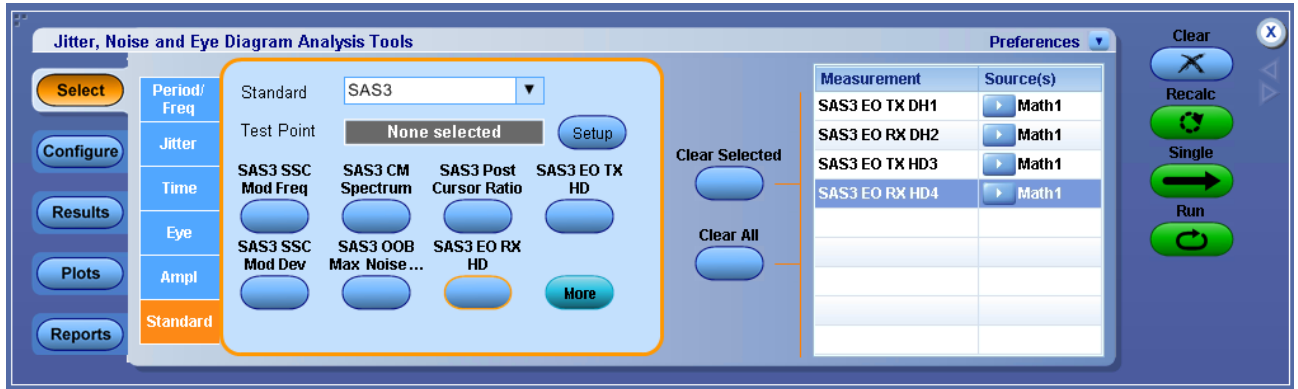 Jitter, Noise and Eye Diagram Analysis Tools
Preferences
Clear
X
Select
Configure
Results
Plots
Reports
Period/
Freq
Jitter
Time
Eye
Ampl
Standard
Standard
SAS3
Test Point
None selected
Setup
SAS3 SSC
Mod Freq
SAS3 CM
Spectrum
SAS3 Post
Cursor Ratio
SAS3 EO TX
HD
SAS3 SSC
Mod Dev
SAS3 OOB
Max Noise...
SAS3 EO RX
HD
More
Clear Selected
Clear All
Measurement
Source(s)
SAS3 EO TX DH1
Math1
SAS3 EO RX DH2
Math1
SAS3 EO TX HD3
Math1
SAS3 EO RX HD4
Math1
Recalc
Single
Run